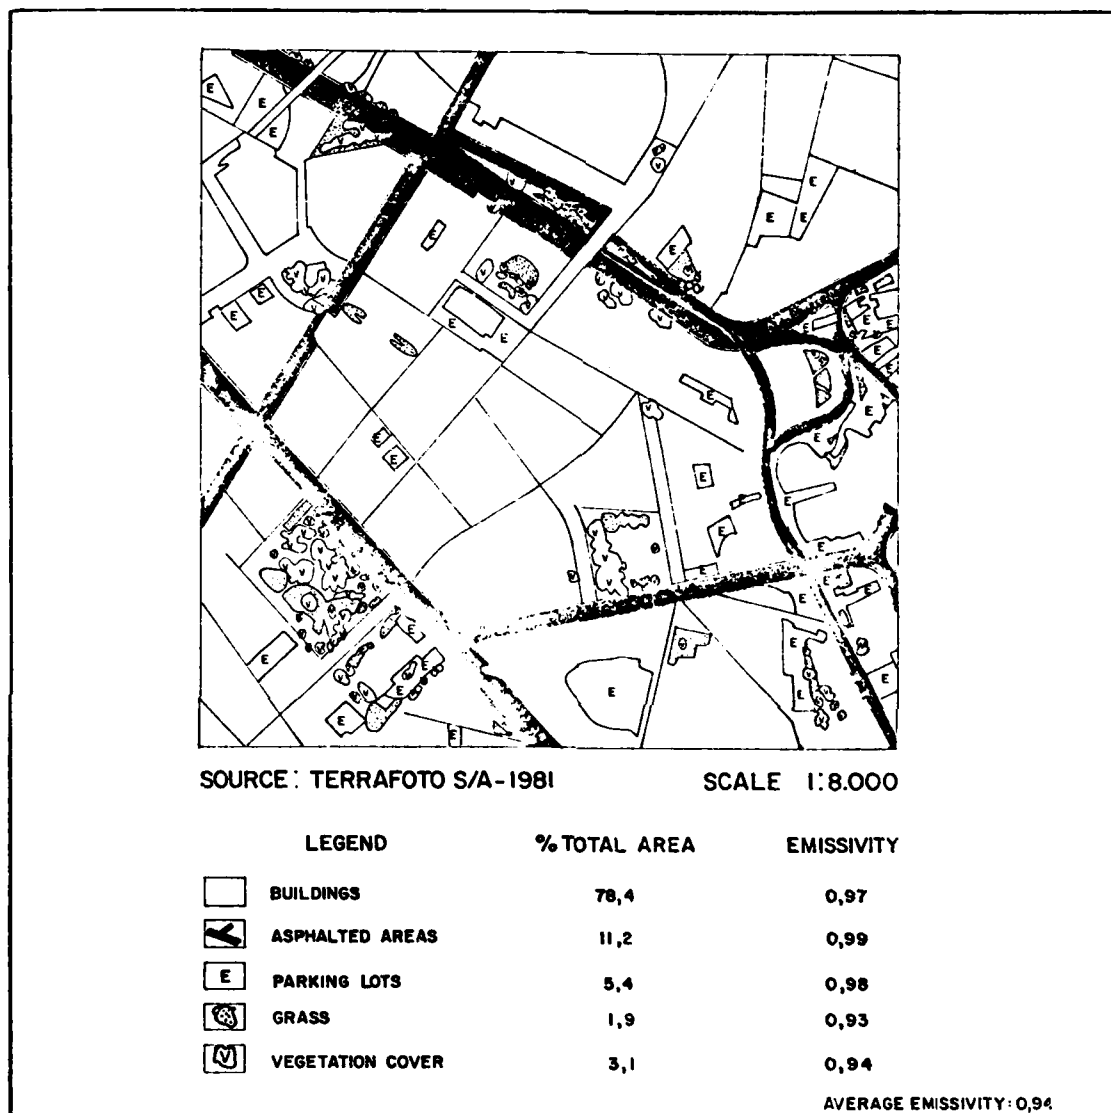 SOURCE: TERRAFOTO S/A-1981 SCALE 1:8.000
LEGEND % TOTAL AREA EMISSIVITY
BUILDINGS 78,4 0,97
ASPHALTED AREAS 11,2 0,99
E PARKING LOTS 5,4 0,98
GRASS 1,9 0,93
V VEGETATION COVER 3,1 0,94
AVERAGE EMISSIVITY: 0,94